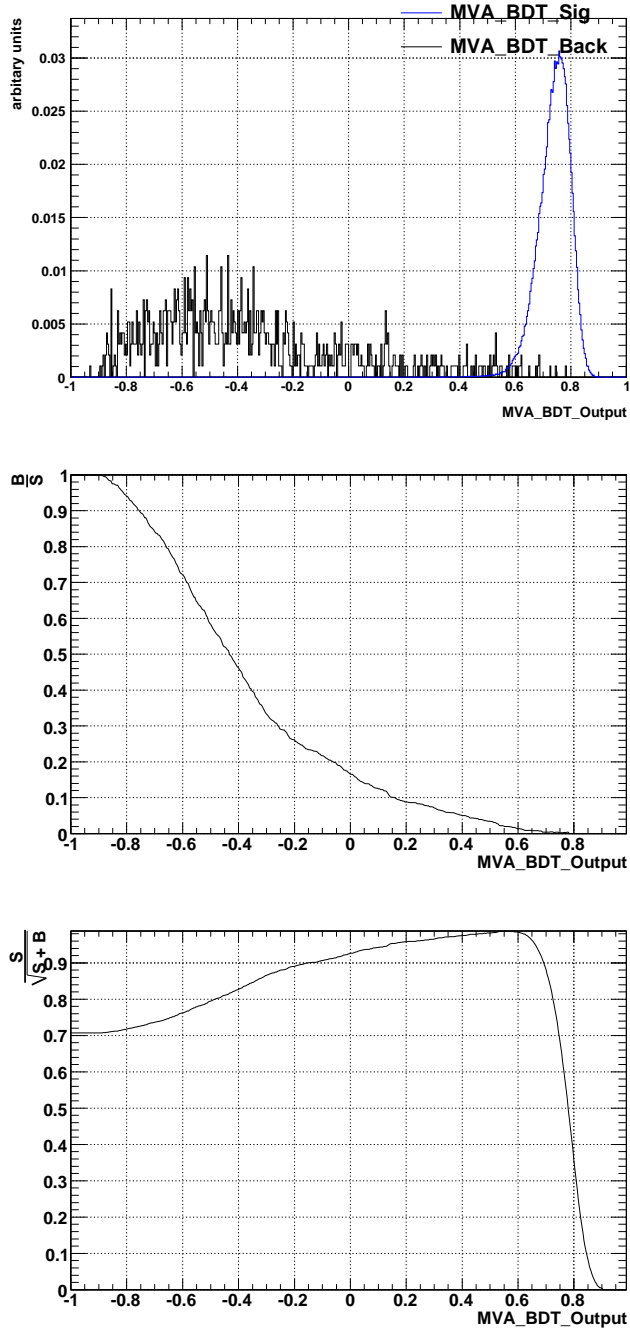 MVA_BDT_Sig
MVA_BDT_Back
arbitary units
0.03
0.025
0.02
0.015
0.01
0.005
0
-1 -0.8 -0.6 -0.4 -0.2 0 0.2 0.4 0.6 0.8 1
MVA_BDT_Output
B
S
1
0.9
0.8
0.7
0.6
0.5
0.4
0.3
0.2
0.1
0
-1 -0.8 -0.6 -0.4 -0.2 0 0.2 0.4 0.6 0.8
MVA_BDT_Output
S
√S + B
0.9
0.8
0.7
0.6
0.5
0.4
0.3
0.2
0.1
0
-1 -0.8 -0.6 -0.4 -0.2 0 0.2 0.4 0.6 0.8
MVA_BDT_Output